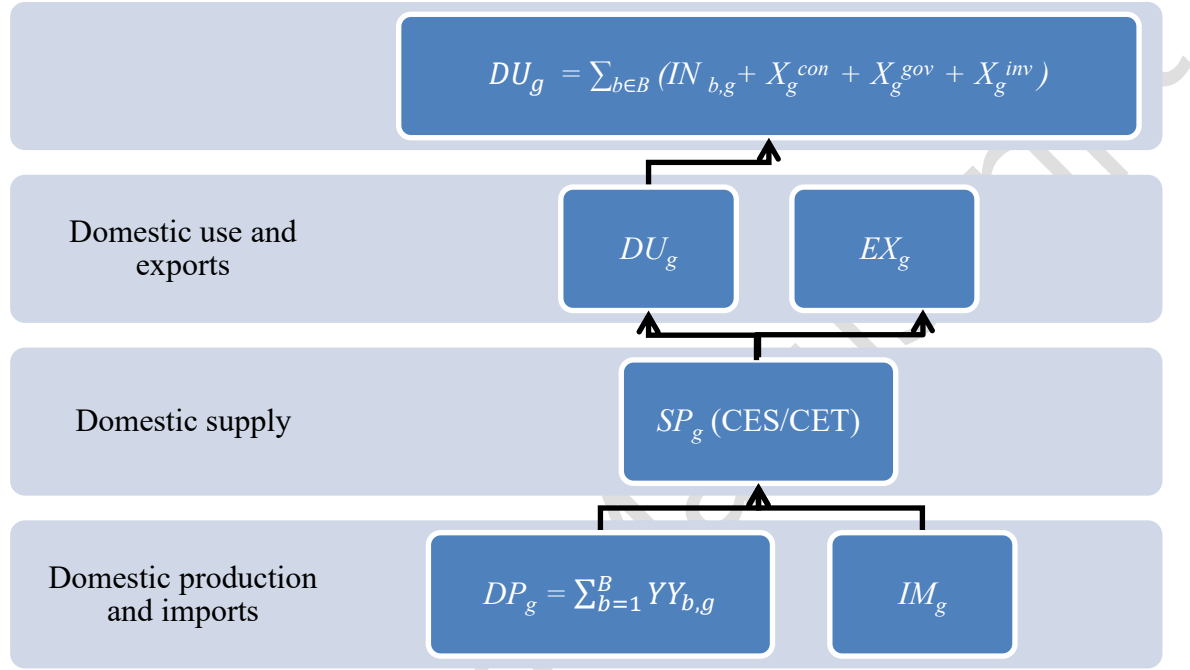 DU_g = ∑_{b∈B} (IN_{b,g} + X_g^{con} + X_g^{gov} + X_g^{inv})
Domestic use and
exports
DU_g
EX_g
Domestic supply
SP_g (CES/CET)
Domestic production
and imports
DP_g = ∑_{b=1}^{B} YY_{b,g}
IM_g